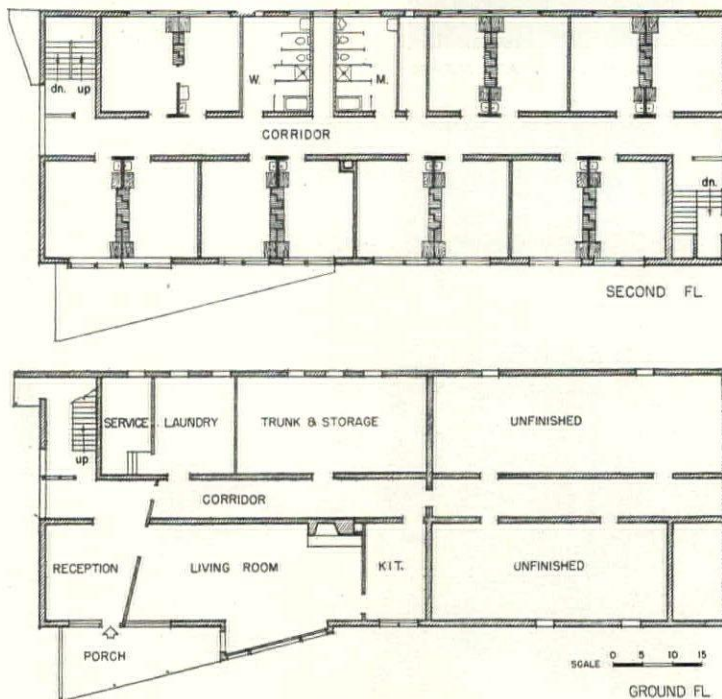 W.
M.
dn. up
CORRIDOR
dn.
SECOND FL
SERVICE
LAUNDRY
TRUNK & STORAGE
UNFINISHED
up
CORRIDOR
RECEPTION
LIVING ROOM
KIT.
UNFINISHED
PORCH
SCALE 0 5 10 15
GROUND FL